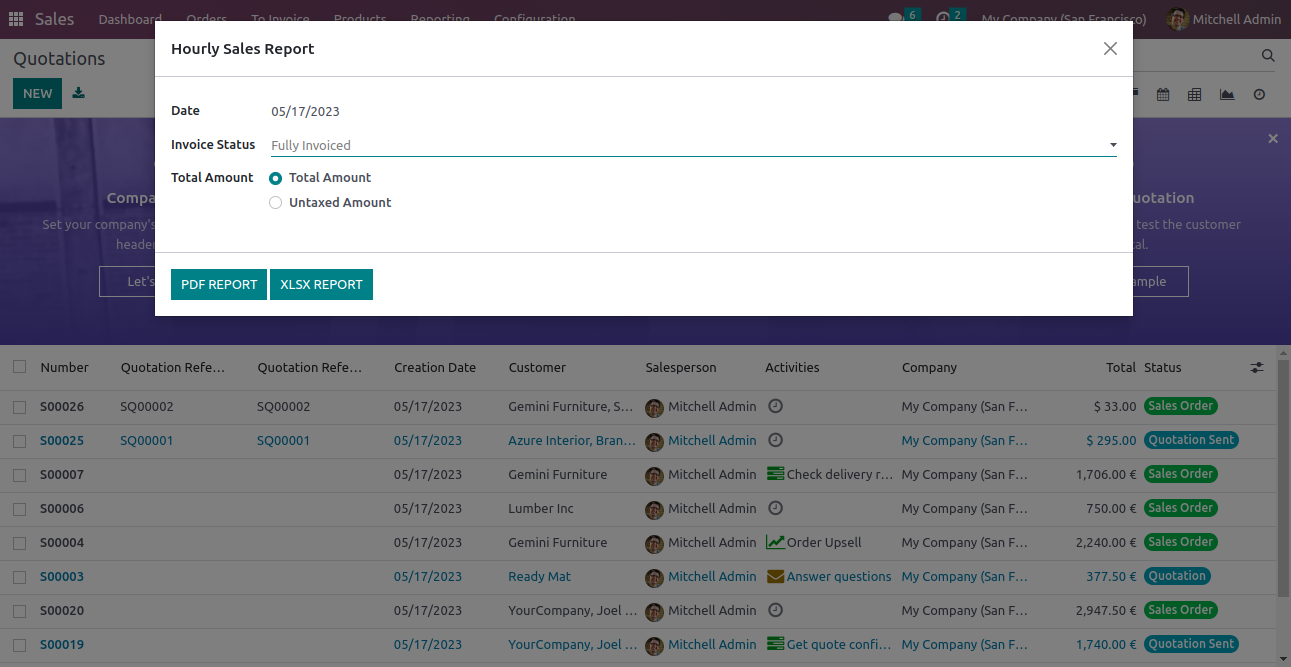 Sales Dashboard Orders To Invoice Products Reporting Configuration 6 2 My Company (San Francisco) Mitchell Admin
Hourly Sales Report
Quotations
NEW
Date 05/17/2023
Invoice Status Fully Invoiced
Total Amount Total Amount
Untaxed Amount
Compa
uotation
Set your company's
test the customer
heade
tal.
Let's
ample
PDF REPORT XLSX REPORT
Number Quotation Refe... Quotation Refe... Creation Date Customer Salesperson Activities Company Total Status
S00026 SQ00002 SQ00002 05/17/2023 Gemini Furniture, S... Mitchell Admin My Company (San F... $ 33.00 Sales Order
S00025 SQ00001 SQ00001 05/17/2023 Azure Interior, Bran... Mitchell Admin My Company (San F... $ 295.00 Quotation Sent
S00007 05/17/2023 Gemini Furniture Mitchell Admin Check delivery r... My Company (San F... 1,706.00 € Sales Order
S00006 05/17/2023 Lumber Inc Mitchell Admin My Company (San F... 750.00 € Sales Order
S00004 05/17/2023 Gemini Furniture Mitchell Admin Order Upsell My Company (San F... 2,240.00 € Sales Order
S00003 05/17/2023 Ready Mat Mitchell Admin Answer questions My Company (San F... 377.50 € Quotation
S00020 05/17/2023 YourCompany, Joel ... Mitchell Admin My Company (San F... 2,947.50 € Sales Order
S00019 05/17/2023 YourCompany, Joel ... Mitchell Admin Get quote confi... My Company (San F... 1,740.00 € Quotation Sent